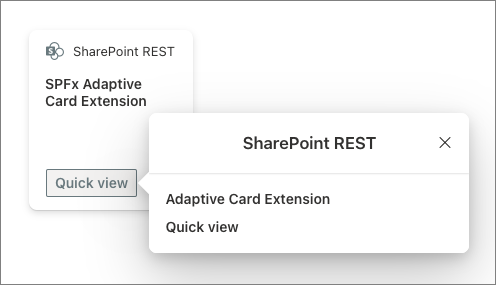 SharePoint REST
SPFx Adaptive
Card Extension
Quick view
SharePoint REST
Adaptive Card Extension
Quick view